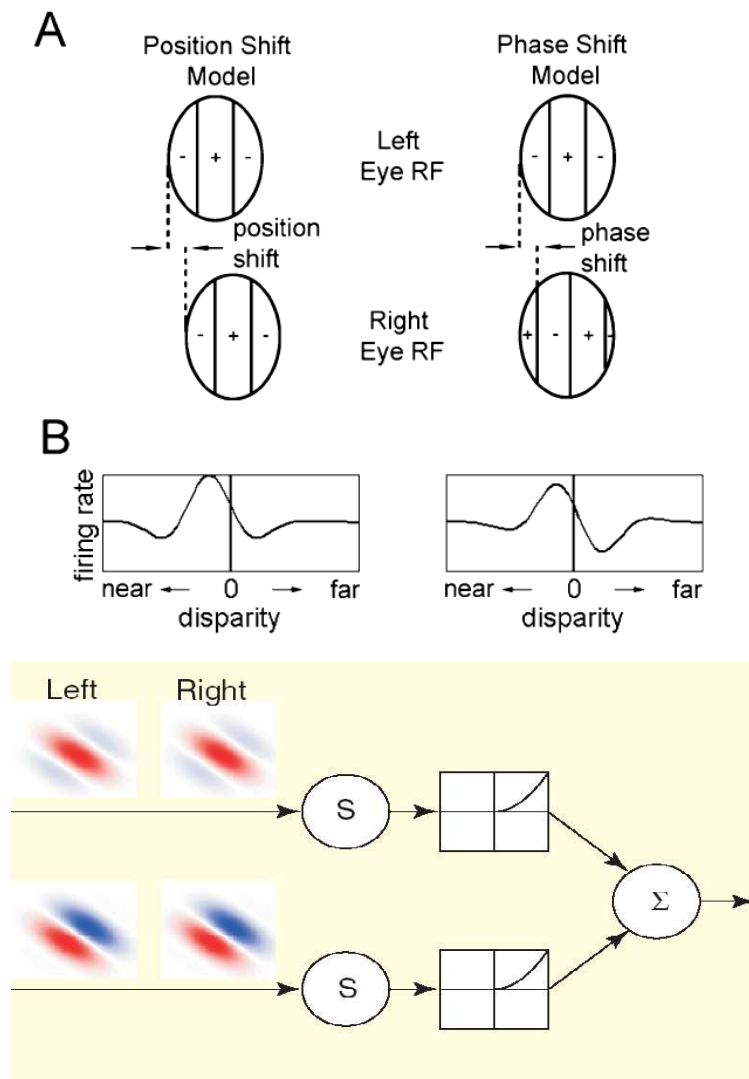 A
Position Shift
Model
Phase Shift
Model
- + -
Left
Eye RF
- + -
position
shift
phase
shift
- + -
Right
Eye RF
+ - + -
B
firing rate
near ← 0 → far
disparity
near ← 0 → far
disparity
Left Right
S
Σ
S